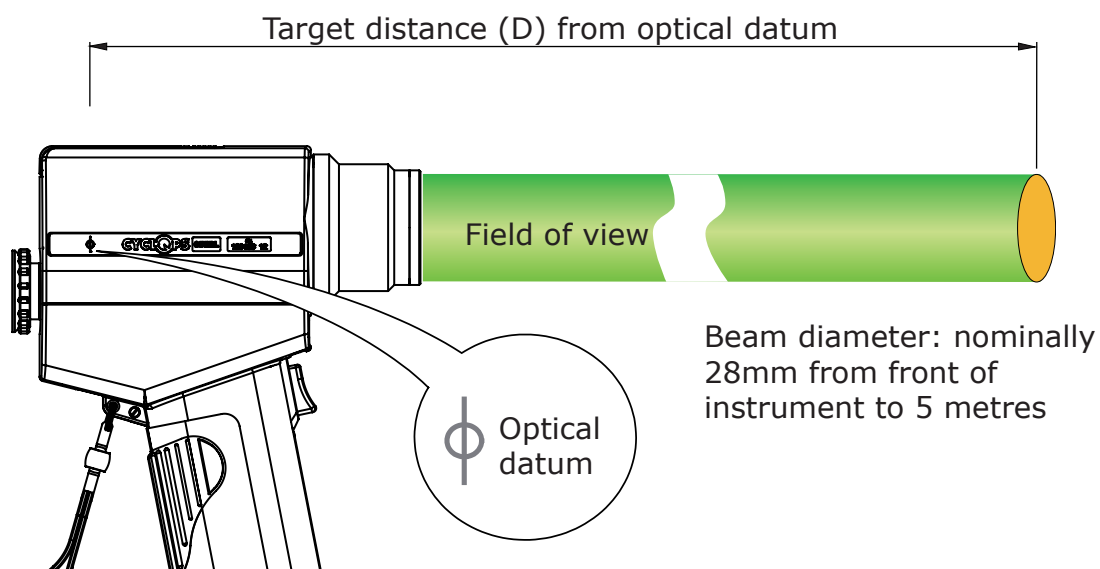 Target distance (D) from optical datum
CYCLOPS
Field of view
Beam diameter: nominally
28mm from front of
instrument to 5 metres
Optical
datum